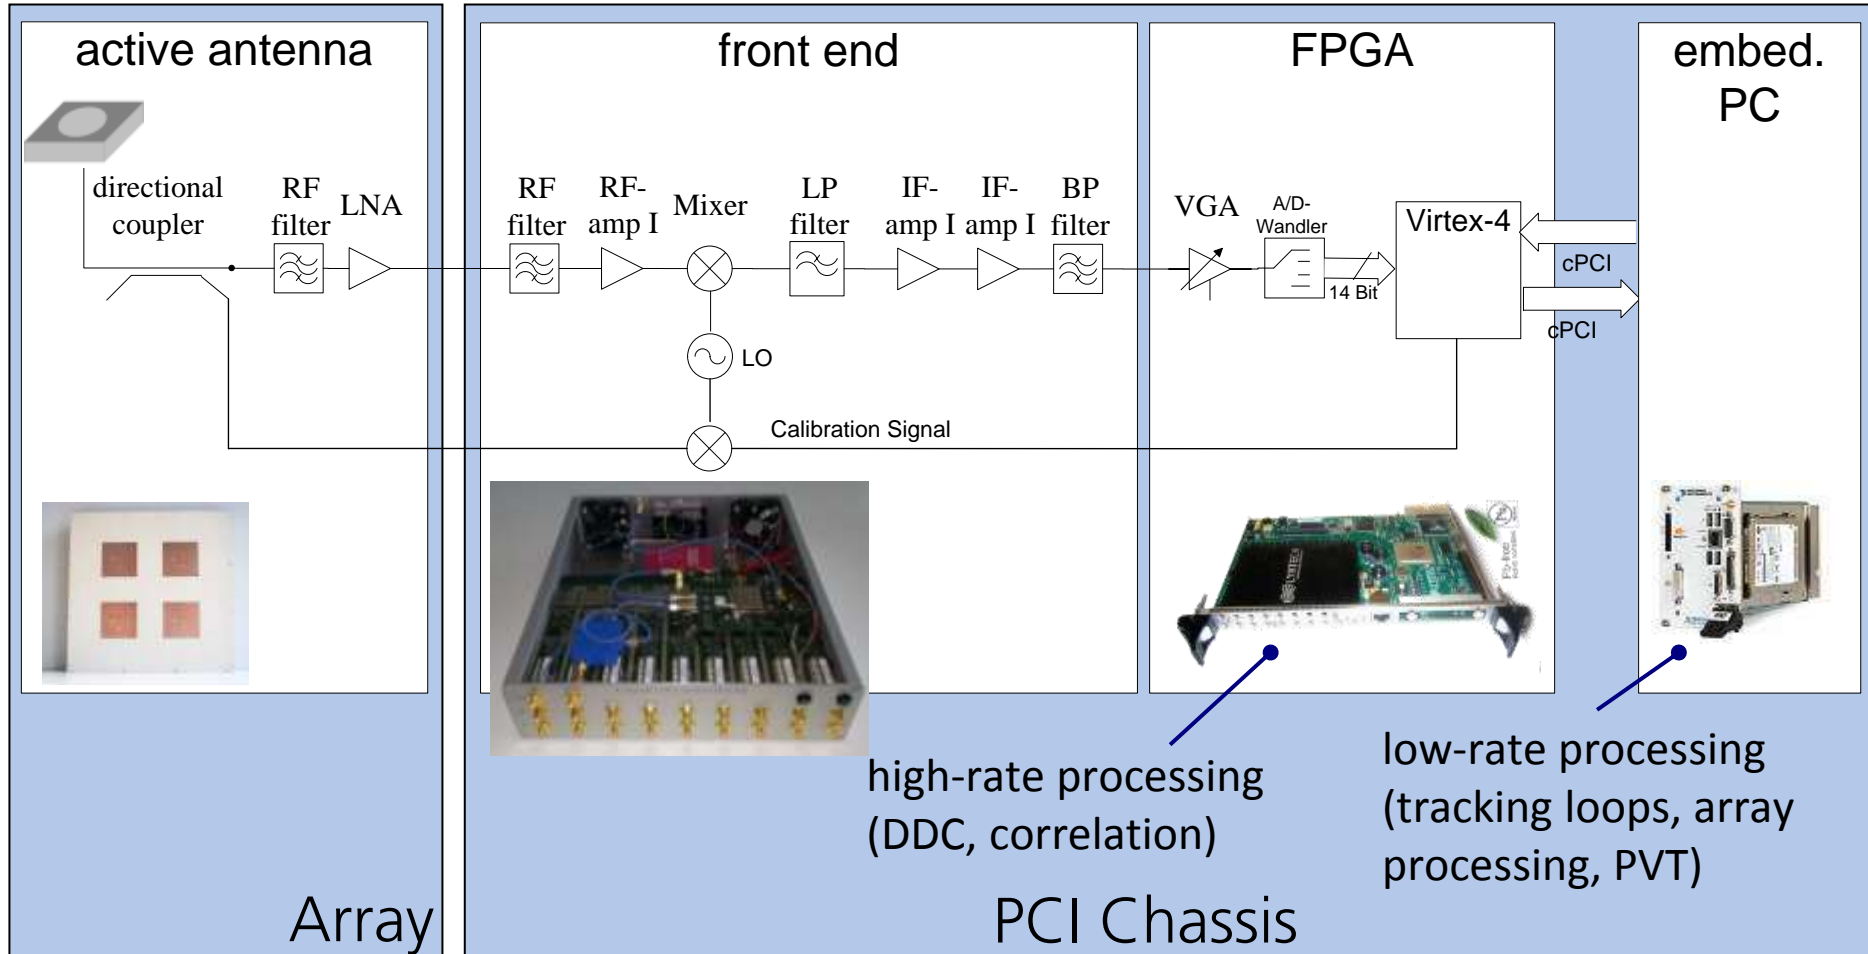 active antenna
front end
FPGA
embed.
PC
directional
coupler
RF
filter
LNA
RF
filter
RF-
amp I
Mixer
LP
filter
IF-
amp I
IF-
amp I
BP
filter
VGA
A/D-
Wandler
14 Bit
Virtex-4
cPCI
cPCI
LO
Calibration Signal
LYRTECH
high-rate processing
(DDC, correlation)
low-rate processing
(tracking loops, array
processing, PVT)
Array
PCI Chassis